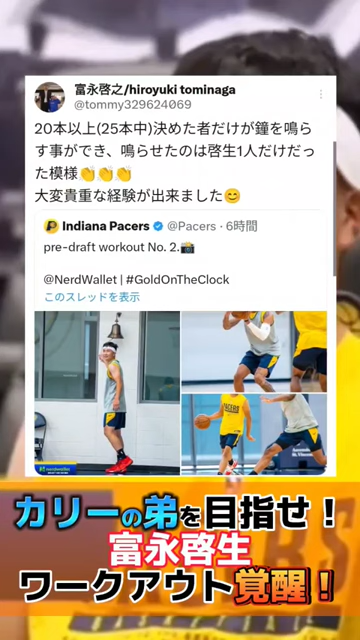 富永啓之/hiroyuki tominaga
@tommy329624069
20本以上(25本中)決めた者だけが鐘を鳴ら
す事ができ、鳴らせたのは啓生1人だけだっ
た模様👏👏👏
大変貴重な経験が出来ました😊
Indiana Pacers @Pacers · 6時間
pre-draft workout No. 2.📸
@NerdWallet | #GoldOnTheClock
このスレッドを表示
PACERS
nerdwallet
カリーの弟を目指せ！
富永啓生
ワークアウト覚醒！